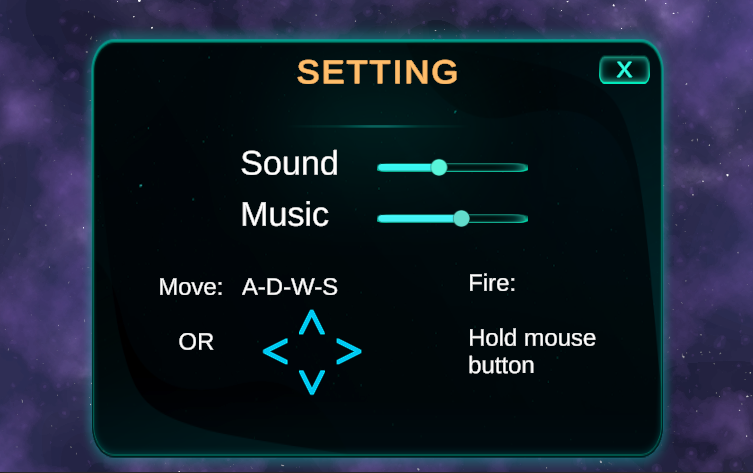 SETTING
X
Sound
Music
Move: A-D-W-S
Fire:
OR
Hold mouse
button